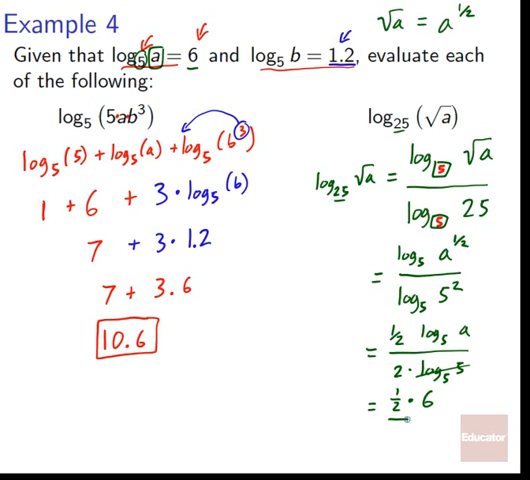 Example 4
√a = a^{1/2}
Given that log₅ a = 6 and log₅ b = 1.2, evaluate each
of the following:
log₅ (5ab³)
log₅(5) + log₅(a) + log₅(b³)
1 + 6 + 3 · log₅(b)
7 + 3 · 1.2
7 + 3.6
10.6
log₂₅ (√a)
log₂₅ √a = log₅ √a / log₅ 25
= log₅ a^{1/2} / log₅ 5²
= ½ log₅ a / 2 · log₅ 5
= ½ · 6
Educator